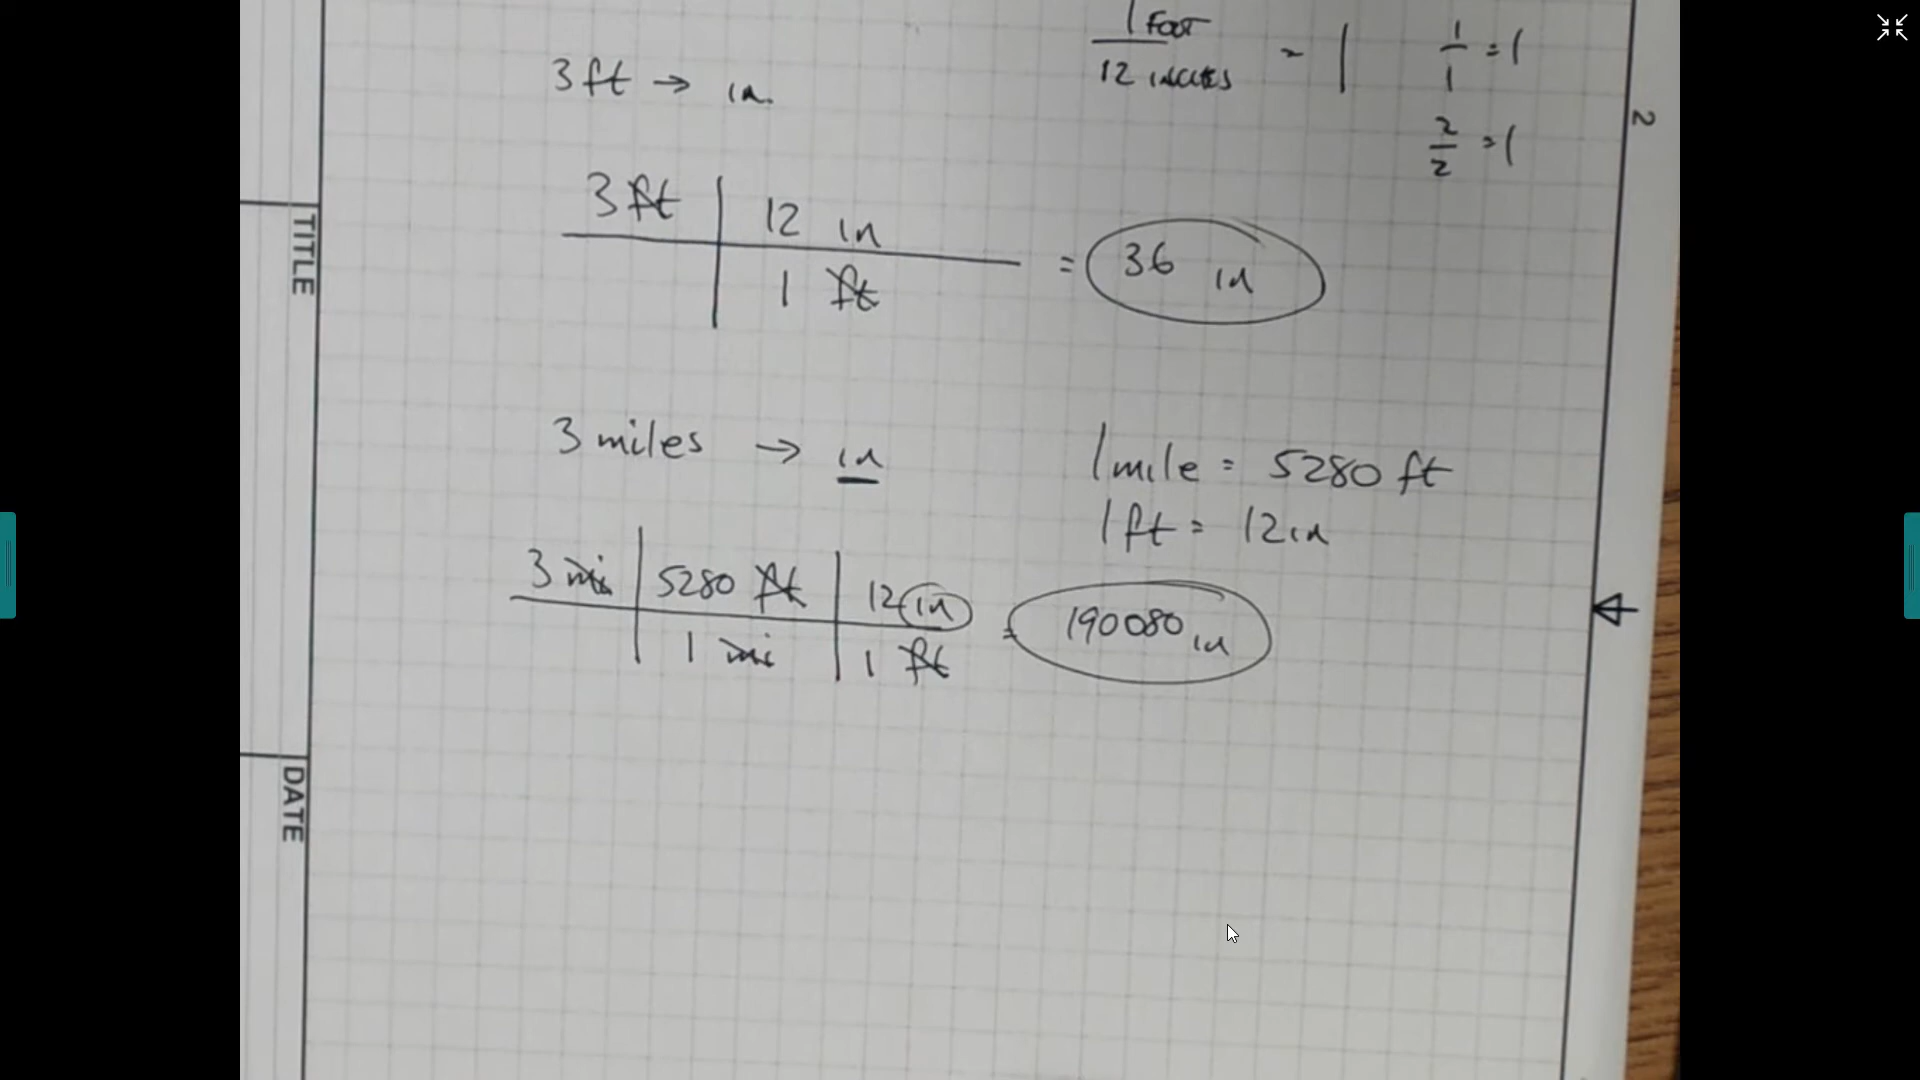 1 FOOT
12 INCHES
= 1
1
1
= 1
2
2
= 1
3 ft → in.
3 ft | 12 in
1 ft
= 36 in
3 miles → in
1 mile = 5280 ft
1 ft = 12 in
3 mi | 5280 ft | 12 in
1 mi | 1 ft
= 190080 in
2
TITLE
DATE